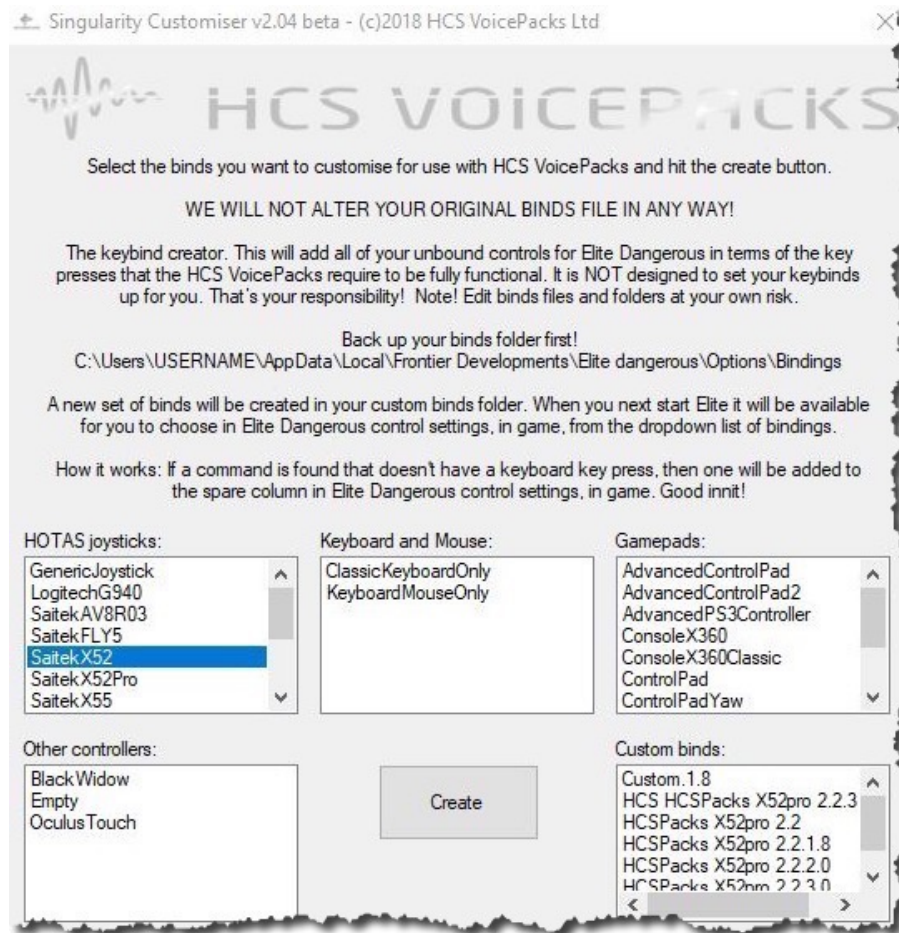 Singularity Customiser v2.04 beta - (c)2018 HCS VoicePacks Ltd
HCS VOICEPACKS
Select the binds you want to customise for use with HCS VoicePacks and hit the create button.
WE WILL NOT ALTER YOUR ORIGINAL BINDS FILE IN ANY WAY!
The keybind creator. This will add all of your unbound controls for Elite Dangerous in terms of the key
presses that the HCS VoicePacks require to be fully functional. It is NOT designed to set your keybinds
up for you. That's your responsibility!  Note! Edit binds files and folders at your own risk.
Back up your binds folder first!
C:\Users\USERNAME\AppData\Local\Frontier Developments\Elite dangerous\Options\Bindings
A new set of binds will be created in your custom binds folder. When you next start Elite it will be available
for you to choose in Elite Dangerous control settings, in game, from the dropdown list of bindings.
How it works: If a command is found that doesn't have a keyboard key press, then one will be added to
the spare column in Elite Dangerous control settings, in game. Good innit!
HOTAS joysticks:
GenericJoystick
LogitechG940
SaitekAV8R03
SaitekFLY5
SaitekX52
SaitekX52Pro
SaitekX55
Keyboard and Mouse:
ClassicKeyboardOnly
KeyboardMouseOnly
Gamepads:
AdvancedControlPad
AdvancedControlPad2
AdvancedPS3Controller
ConsoleX360
ConsoleX360Classic
ControlPad
ControlPadYaw
Other controllers:
BlackWidow
Empty
OculusTouch
Create
Custom binds:
Custom.1.8
HCS HCSPacks X52pro 2.2.3
HCSPacks X52pro 2.2
HCSPacks X52pro 2.2.1.8
HCSPacks X52pro 2.2.2.0
HCSPacks X52pro 2.2.3.0